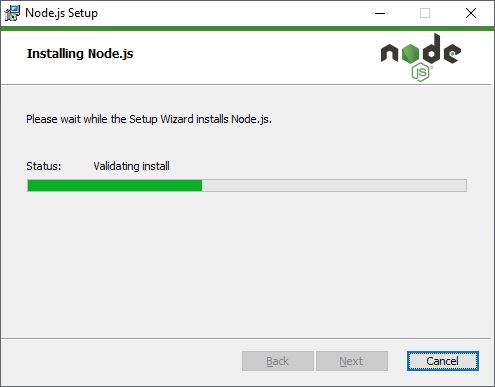 Node.js Setup
Installing Node.js
node
JS
Please wait while the Setup Wizard installs Node.js.
Status: Validating install
Back Next Cancel